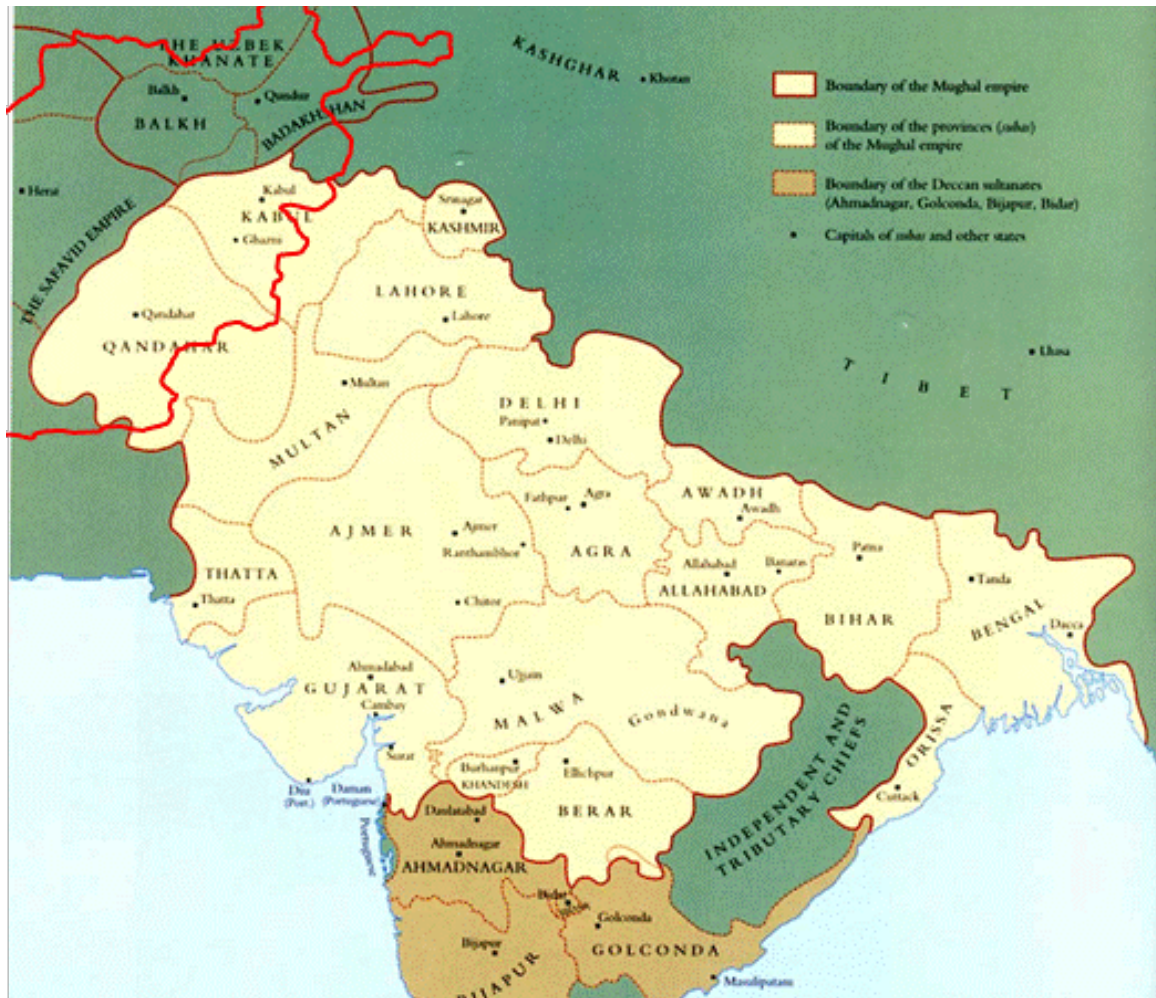 THE UZBEK
KHANATE
Balkh
BALKH
Qunduz
BADAKHSHAN
KASHGHAR
Khotan
Boundary of the Mughal empire
Boundary of the provinces (subas)
of the Mughal empire
Boundary of the Deccan sultanates
(Ahmadnagar, Golconda, Bijapur, Bidar)
Capitals of subas and other states
Herat
THE SAFAVID EMPIRE
Kabul
KABUL
Ghazni
Srinagar
KASHMIR
LAHORE
Lahore
Qandahar
QANDAHAR
TIBET
Lhasa
Multan
MULTAN
DELHI
Panipat
Delhi
Fathpur
Agra
AGRA
AWADH
Awadh
AJMER
Ajmer
Ranthambhor
Chitor
Allahabad
Banaras
ALLAHABAD
Patna
BIHAR
Tanda
BENGAL
Dacca
THATTA
Thatta
Ahmadabad
GUJARAT
Cambay
Ujjain
MALWA
Gondwana
Surat
Burhanpur
KHANDESH
Ellichpur
BERAR
INDEPENDENT AND
TRIBUTARY CHIEFS
ORISSA
Cuttack
Diu
(Port.)
Daman
(Portuguese)
Portuguese
Daulatabad
Ahmadnagar
AHMADNAGAR
Bidar
BIDAR
Golconda
GOLCONDA
Bijapur
BIJAPUR
Masulipatam